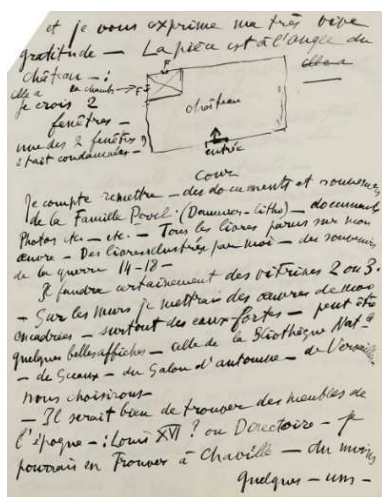 et je vous exprime ma très vive
gratitude — La pièce est à l'angle du
château — :
elle a
en
je crois 2
fenêtres —
une des 2 fenêtres
était condamnée —
F
F
château
entrée
cour
Je compte remettre — des documents et souvenirs
de la Famille (Daumier - Litho) — documents
Photos etc — etc — Tous les livres parus sur mon
œuvre — Des livres illustrés par moi — des souvenirs
de la guerre 14-18 —
Il faudra certainement des vitrines 2 ou 3.
— Sur les murs je mettrais des œuvres de moi
encadrées — surtout des eaux fortes — peut être
quelques belles affiches — celle de la Bliothèque Nat
— de Sceaux — du Salon d'automne — de Versailles
nous choisirons —
— Il serait bien de trouver des meubles de
l'époque — : Louis XVI ? ou Directoire — je
pourrais en Trouver à Chaville — du moins
quelques — uns —